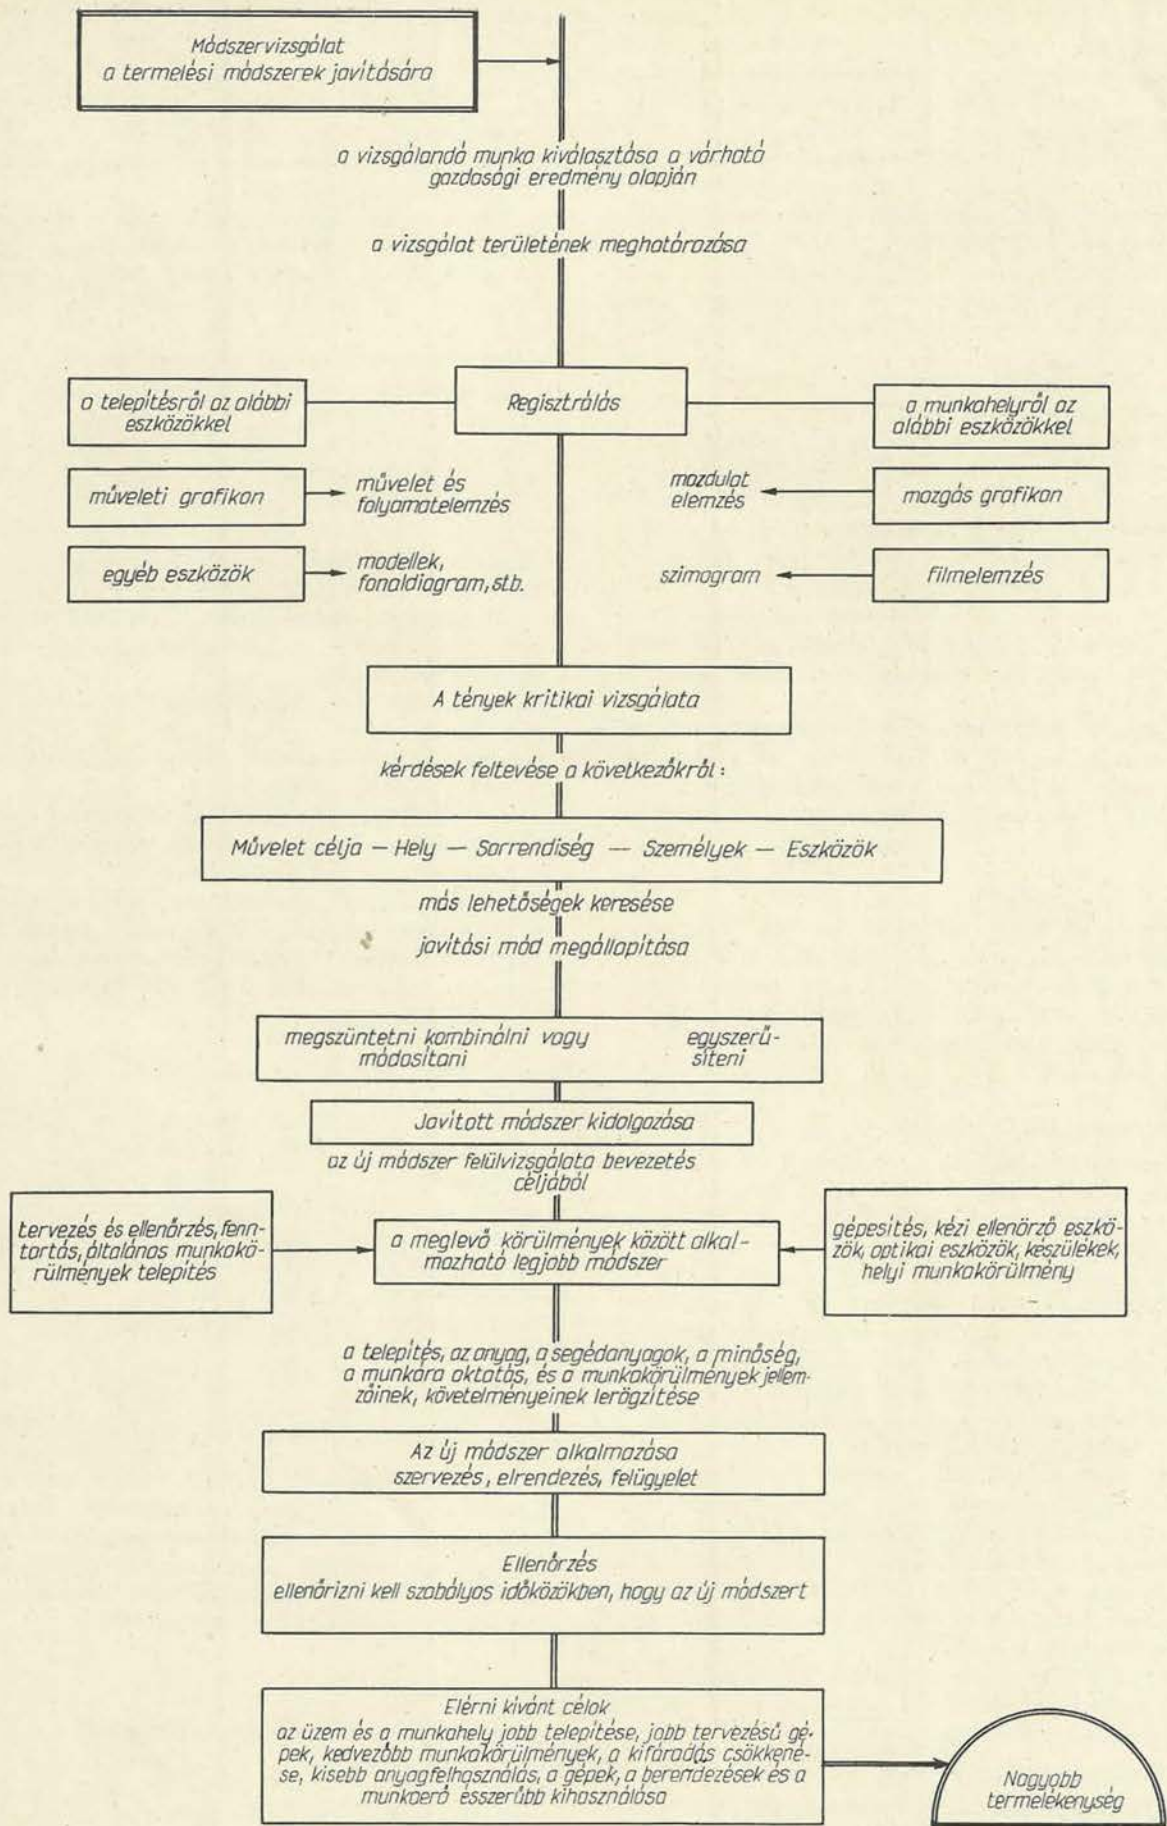 Módszervizsgálat
a termelési módszerek javítására
a vizsgálandó munka kiválasztása a várható
gazdasági eredmény alapján
a vizsgálat területének meghatározása
Regisztrálás
a telepítésről az alábbi
eszközökkel
a munkahelyről az
alábbi eszközökkel
műveleti grafikon
művelet és
folyamatelemzés
mozdulat
elemzés
mozgás grafikon
egyéb eszközök
modellek,
fonaldiagram, stb.
szimogram
filmelemzés
A tények kritikai vizsgálata
kérdések feltevése a következőkről:
Művelet célja – Hely – Sorrendiség – Személyek – Eszközök
más lehetőségek keresése
javítási mód megállapítása
megszüntetni kombinálni vagy
módosítani
egyszerű-
síteni
Javított módszer kidolgozása
az új módszer felülvizsgálata bevezetés
céljából
tervezés és ellenőrzés, fenn-
tartás, általános munkakö-
rülmények telepítés
a meglevő körülmények között alkal-
mazható legjobb módszer
gépesítés, kézi ellenőrző eszkö-
zök, optikai eszközök, készülékek,
helyi munkakörülmény
a telepítés, az anyag, a segédanyagok, a minőség,
a munkára oktatás, és a munkakörülmények jellem-
zőinek, követelményeinek lerögzítése
Az új módszer alkalmazása
szervezés, elrendezés, felügyelet
Ellenőrzés
ellenőrizni kell szabályos időközökben, hogy az új módszert
Elérni kívánt célok
az üzem és a munkahely jobb telepítése, jobb tervezésű gé-
pek, kedvezőbb munkakörülmények, a kifáradás csökkené-
se, kisebb anyagfelhasználás, a gépek, a berendezések és a
munkaerő ésszerűbb kihasználása
Nagyobb
termelékenység